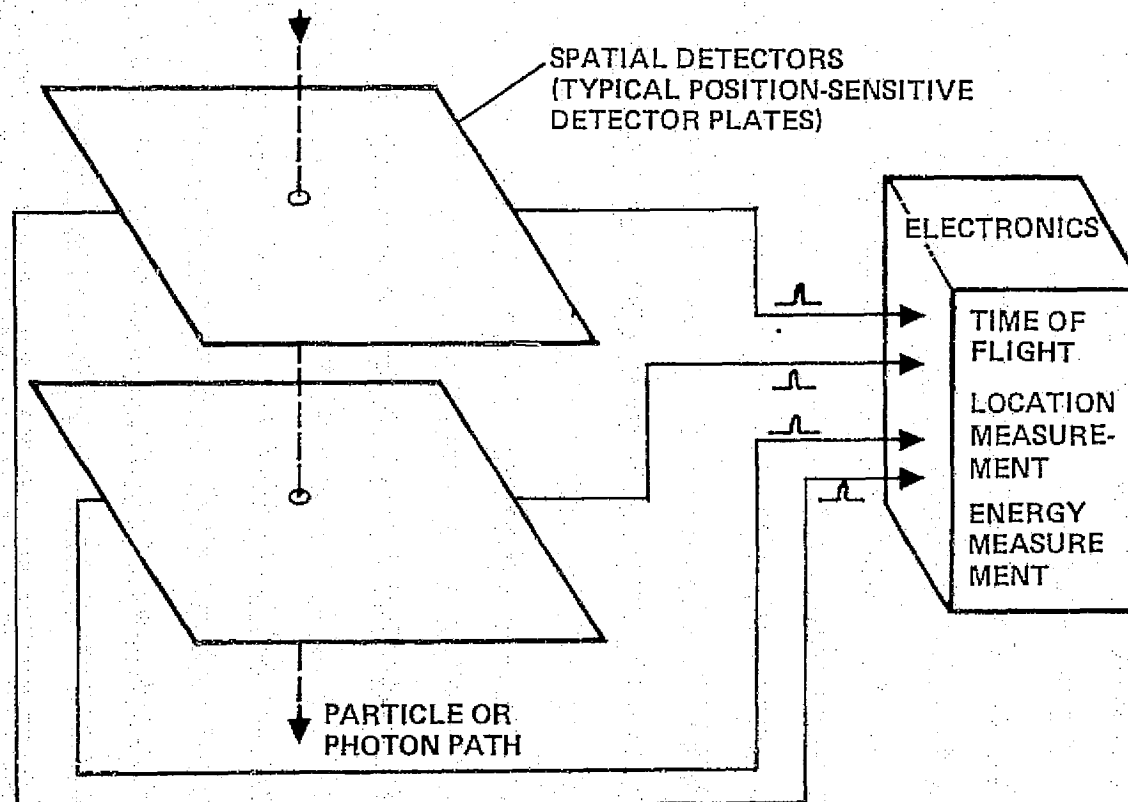 SPATIAL DETECTORS
(TYPICAL POSITION-SENSITIVE
DETECTOR PLATES)
ELECTRONICS
TIME OF
FLIGHT
LOCATION
MEASURE-
MENT
ENERGY
MEASURE
MENT
PARTICLE OR
PHOTON PATH